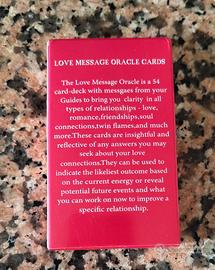 LOVE MESSAGE ORACLE CARDS
The Love Message Oracle is a 54
card-deck with messgaes from your
Guides to bring you clarity in all
types of relationships - love,
romance,friendships,soul
connections,twin flames,and much
more.These cards are insightful and
reflective of any answers you may
seek about your love
connections.They can be used to
indicate the likeliest outcome based
on the current energy or reveal
potential future events and what
you can work on now to improve a
specific relationship.